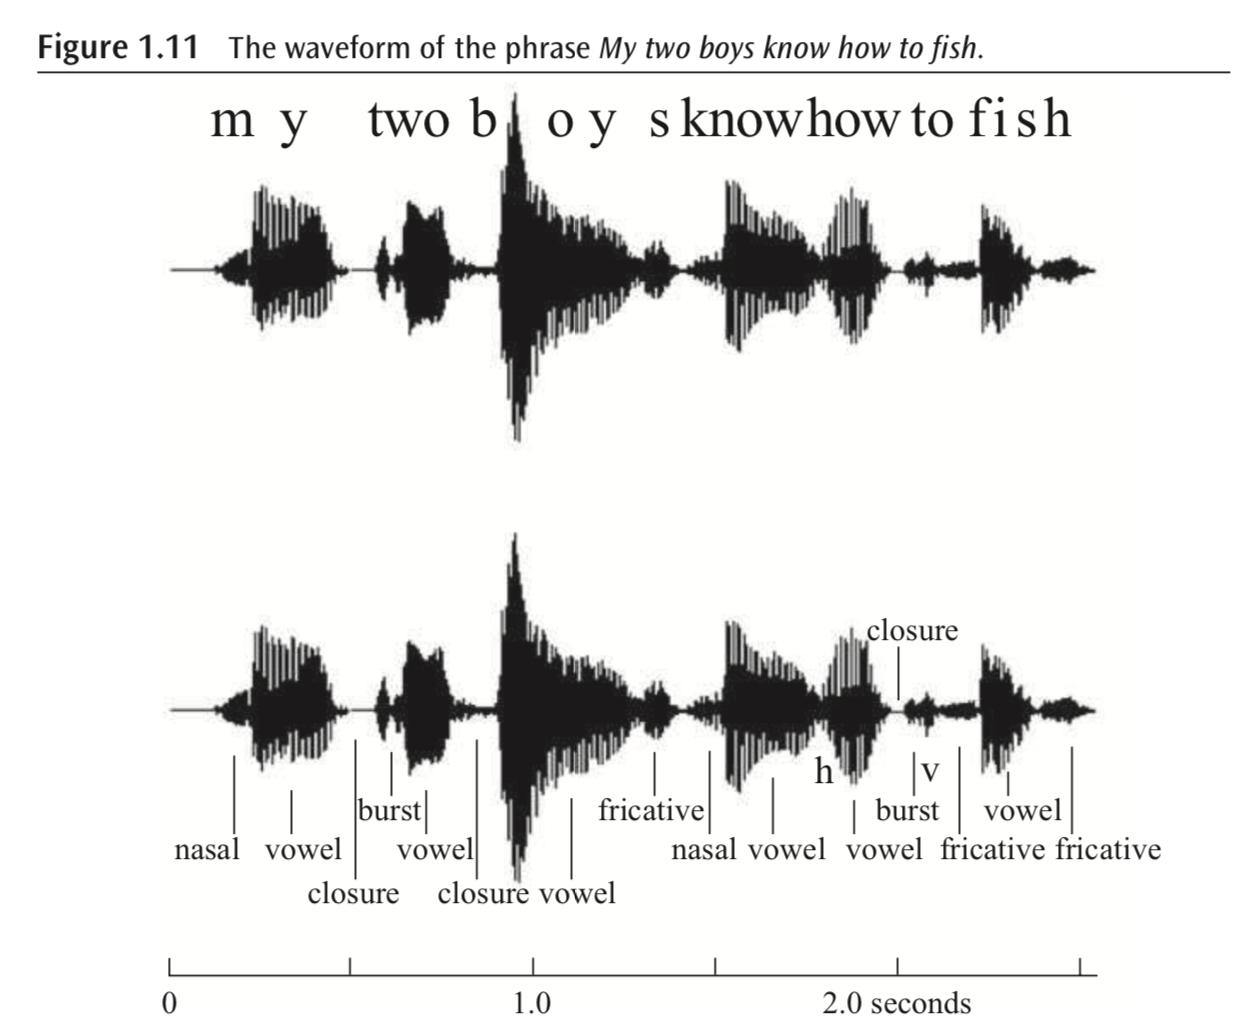 Figure 1.11 The waveform of the phrase My two boys know how to fish.
m y two b o y s know how to f i s h
closure
h v
burst fricative burst vowel
nasal vowel vowel nasal vowel vowel fricative fricative
closure closure vowel
0 1.0 2.0 seconds